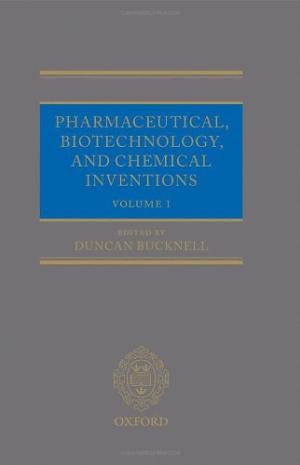 PHARMACEUTICAL,
BIOTECHNOLOGY,
AND CHEMICAL
INVENTIONS
VOLUME I
EDITED BY
DUNCAN BUCKNELL
OXFORD